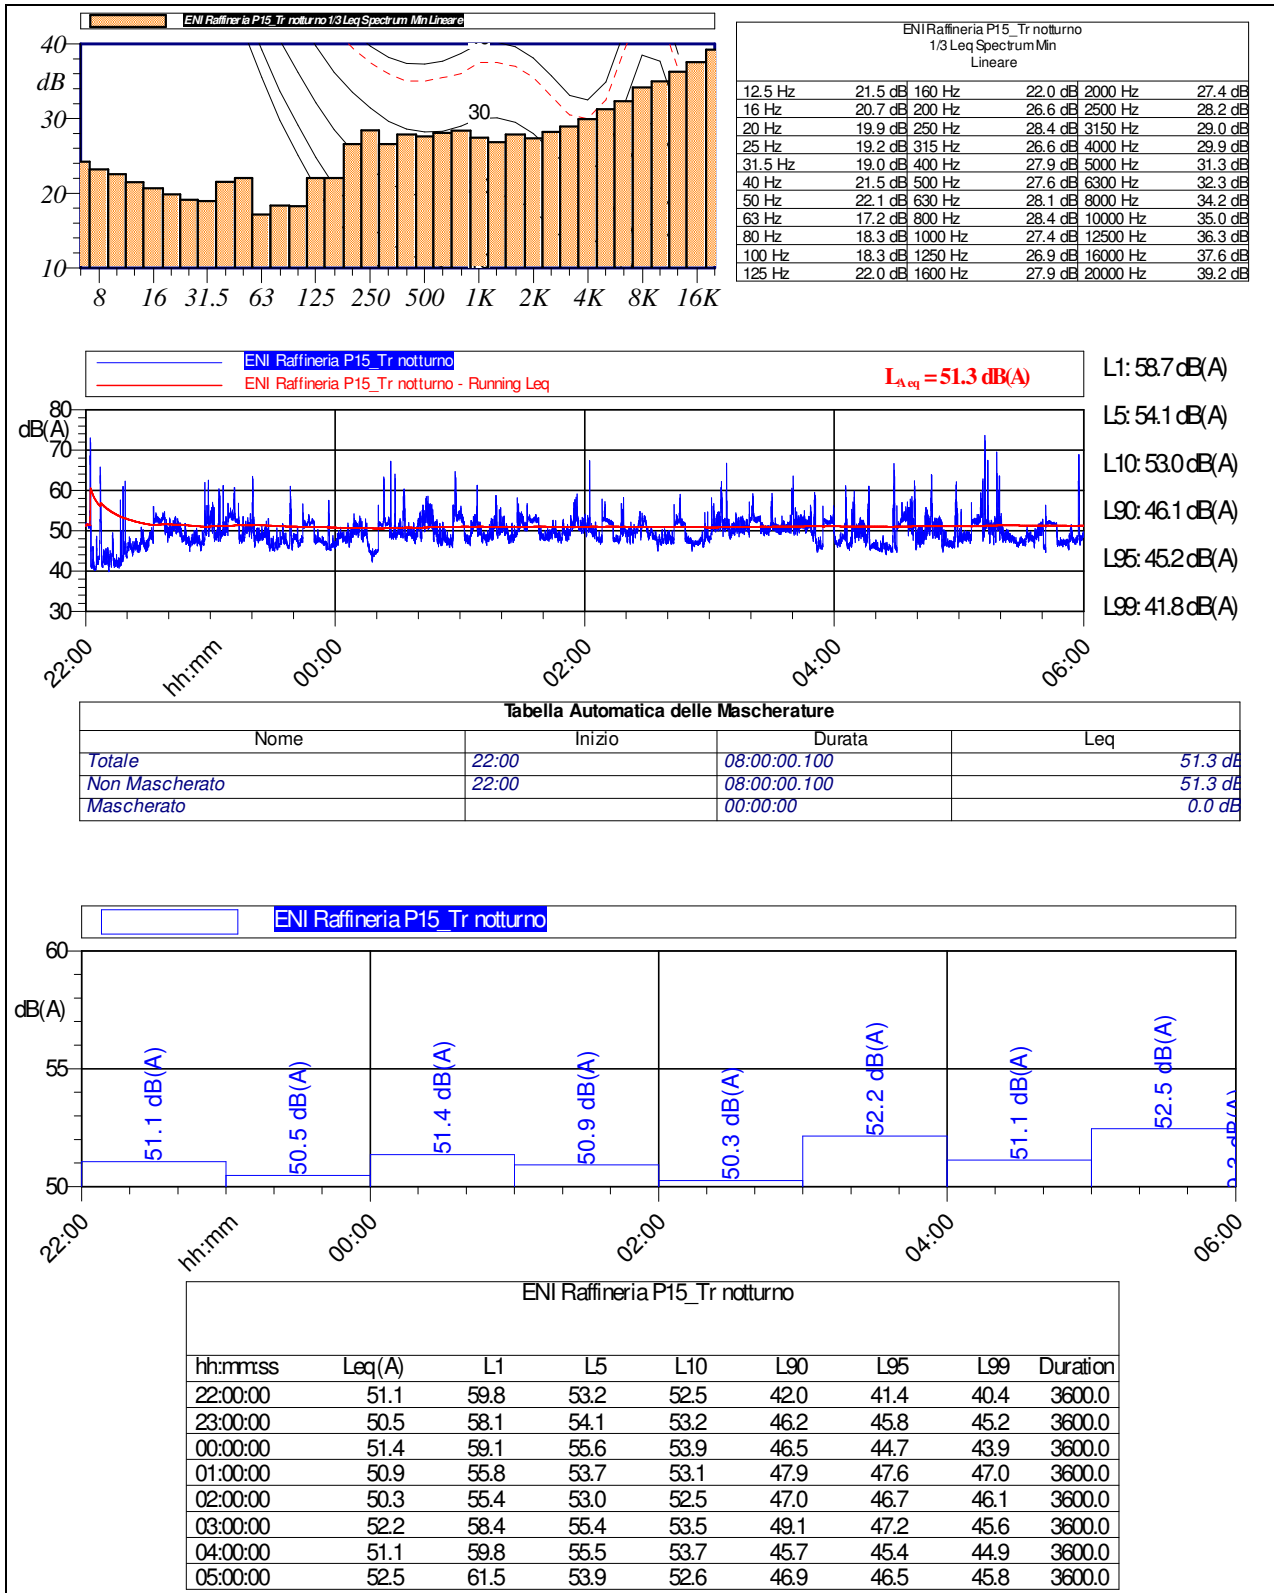 ENI Raffineria P15_Tr notturno 1/3 Leq Spectrum Min Lineare
40
dB
30
20
10
30
8 16 31.5 63 125 250 500 1K 2K 4K 8K 16K
ENI Raffineria P15_Tr notturno
1/3 Leq Spectrum Min
Lineare
12.5 Hz 21.5 dB 160 Hz 22.0 dB 2000 Hz 27.4 dB
16 Hz 20.7 dB 200 Hz 26.6 dB 2500 Hz 28.2 dB
20 Hz 19.9 dB 250 Hz 28.4 dB 3150 Hz 29.0 dB
25 Hz 19.2 dB 315 Hz 26.6 dB 4000 Hz 29.9 dB
31.5 Hz 19.0 dB 400 Hz 27.9 dB 5000 Hz 31.3 dB
40 Hz 21.5 dB 500 Hz 27.6 dB 6300 Hz 32.3 dB
50 Hz 22.1 dB 630 Hz 28.1 dB 8000 Hz 34.2 dB
63 Hz 17.2 dB 800 Hz 28.4 dB 10000 Hz 35.0 dB
80 Hz 18.3 dB 1000 Hz 27.4 dB 12500 Hz 36.3 dB
100 Hz 18.3 dB 1250 Hz 26.9 dB 16000 Hz 37.6 dB
125 Hz 22.0 dB 1600 Hz 27.9 dB 20000 Hz 39.2 dB
ENI Raffineria P15_Tr notturno
ENI Raffineria P15_Tr notturno - Running Leq
LAeq = 51.3 dB(A)
80
dB(A)
70
60
50
40
30
22:00 hh:mm 00:00 02:00 04:00 06:00
L1: 58.7 dB(A)
L5: 54.1 dB(A)
L10: 53.0 dB(A)
L90: 46.1 dB(A)
L95: 45.2 dB(A)
L99: 41.8 dB(A)
Tabella Automatica delle Mascherature
Nome Inizio Durata Leq
Totale 22:00 08:00:00.100 51.3 dB
Non Mascherato 22:00 08:00:00.100 51.3 dB
Mascherato 00:00:00 0.0 dB
ENI Raffineria P15_Tr notturno
60
dB(A)
55
50
51.1 dB(A)
50.5 dB(A)
51.4 dB(A)
50.9 dB(A)
50.3 dB(A)
52.2 dB(A)
51.1 dB(A)
52.5 dB(A)
22:00 hh:mm 00:00 02:00 04:00 06:00
ENI Raffineria P15_Tr notturno
hh:mm:ss Leq(A) L1 L5 L10 L90 L95 L99 Duration
22:00:00 51.1 59.8 53.2 52.5 42.0 41.4 40.4 3600.0
23:00:00 50.5 58.1 54.1 53.2 46.2 45.8 45.2 3600.0
00:00:00 51.4 59.1 55.6 53.9 46.5 44.7 43.9 3600.0
01:00:00 50.9 55.8 53.7 53.1 47.9 47.6 47.0 3600.0
02:00:00 50.3 55.4 53.0 52.5 47.0 46.7 46.1 3600.0
03:00:00 52.2 58.4 55.4 53.5 49.1 47.2 45.6 3600.0
04:00:00 51.1 59.8 55.5 53.7 45.7 45.4 44.9 3600.0
05:00:00 52.5 61.5 53.9 52.6 46.9 46.5 45.8 3600.0